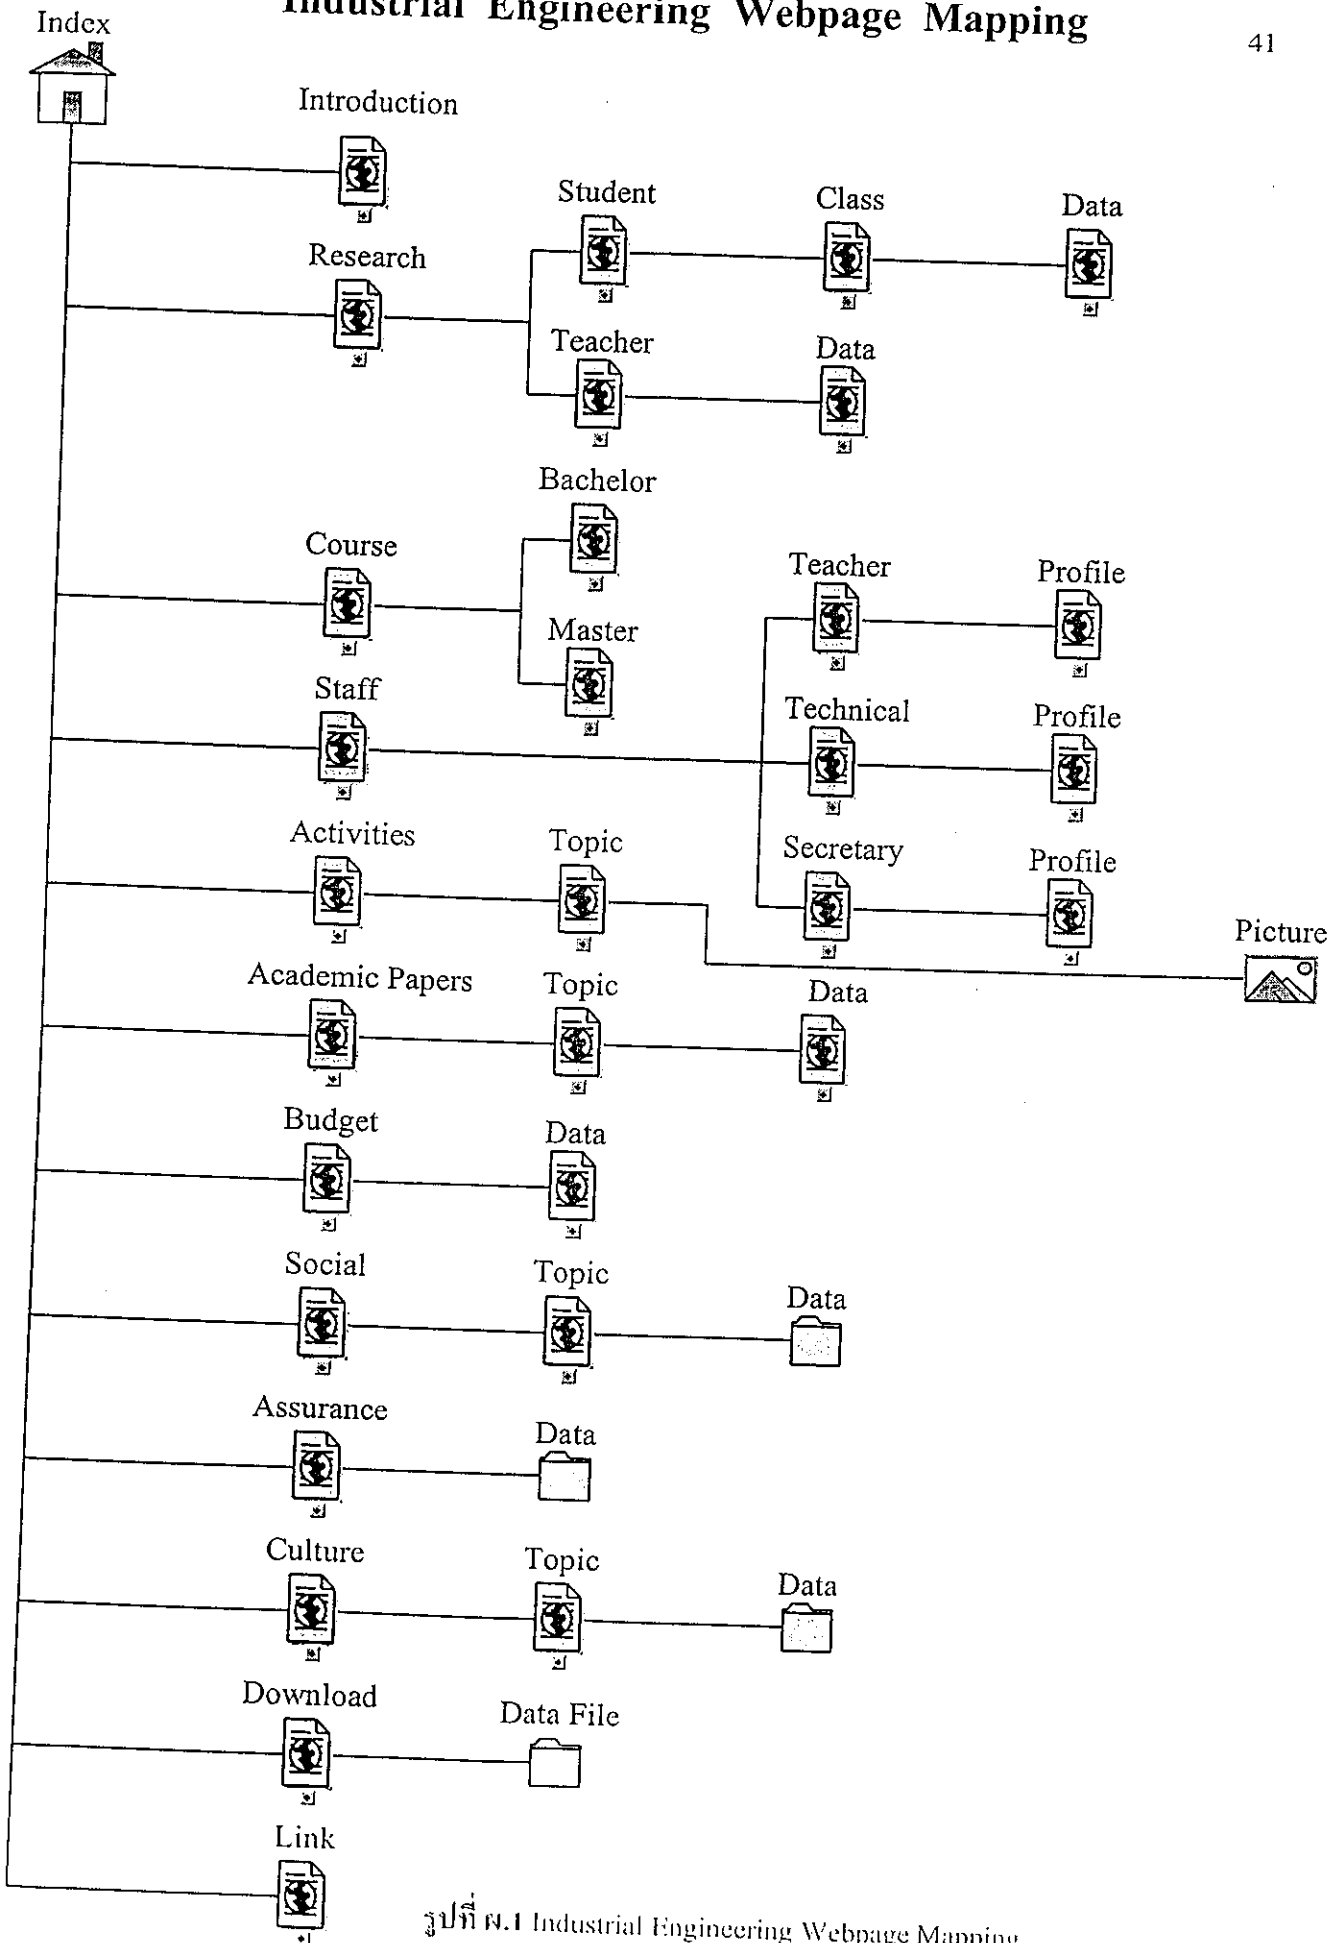 Industrial Engineering Webpage Mapping
41
Index
Introduction
Research
Student
Class
Data
Teacher
Data
Course
Bachelor
Master
Staff
Teacher
Profile
Technical
Profile
Secretary
Profile
Activities
Topic
Picture
Academic Papers
Topic
Data
Budget
Data
Social
Topic
Data
Assurance
Data
Culture
Topic
Data
Download
Data File
Link
รูปที่ ผ.1 Industrial Engineering Webpage Mapping